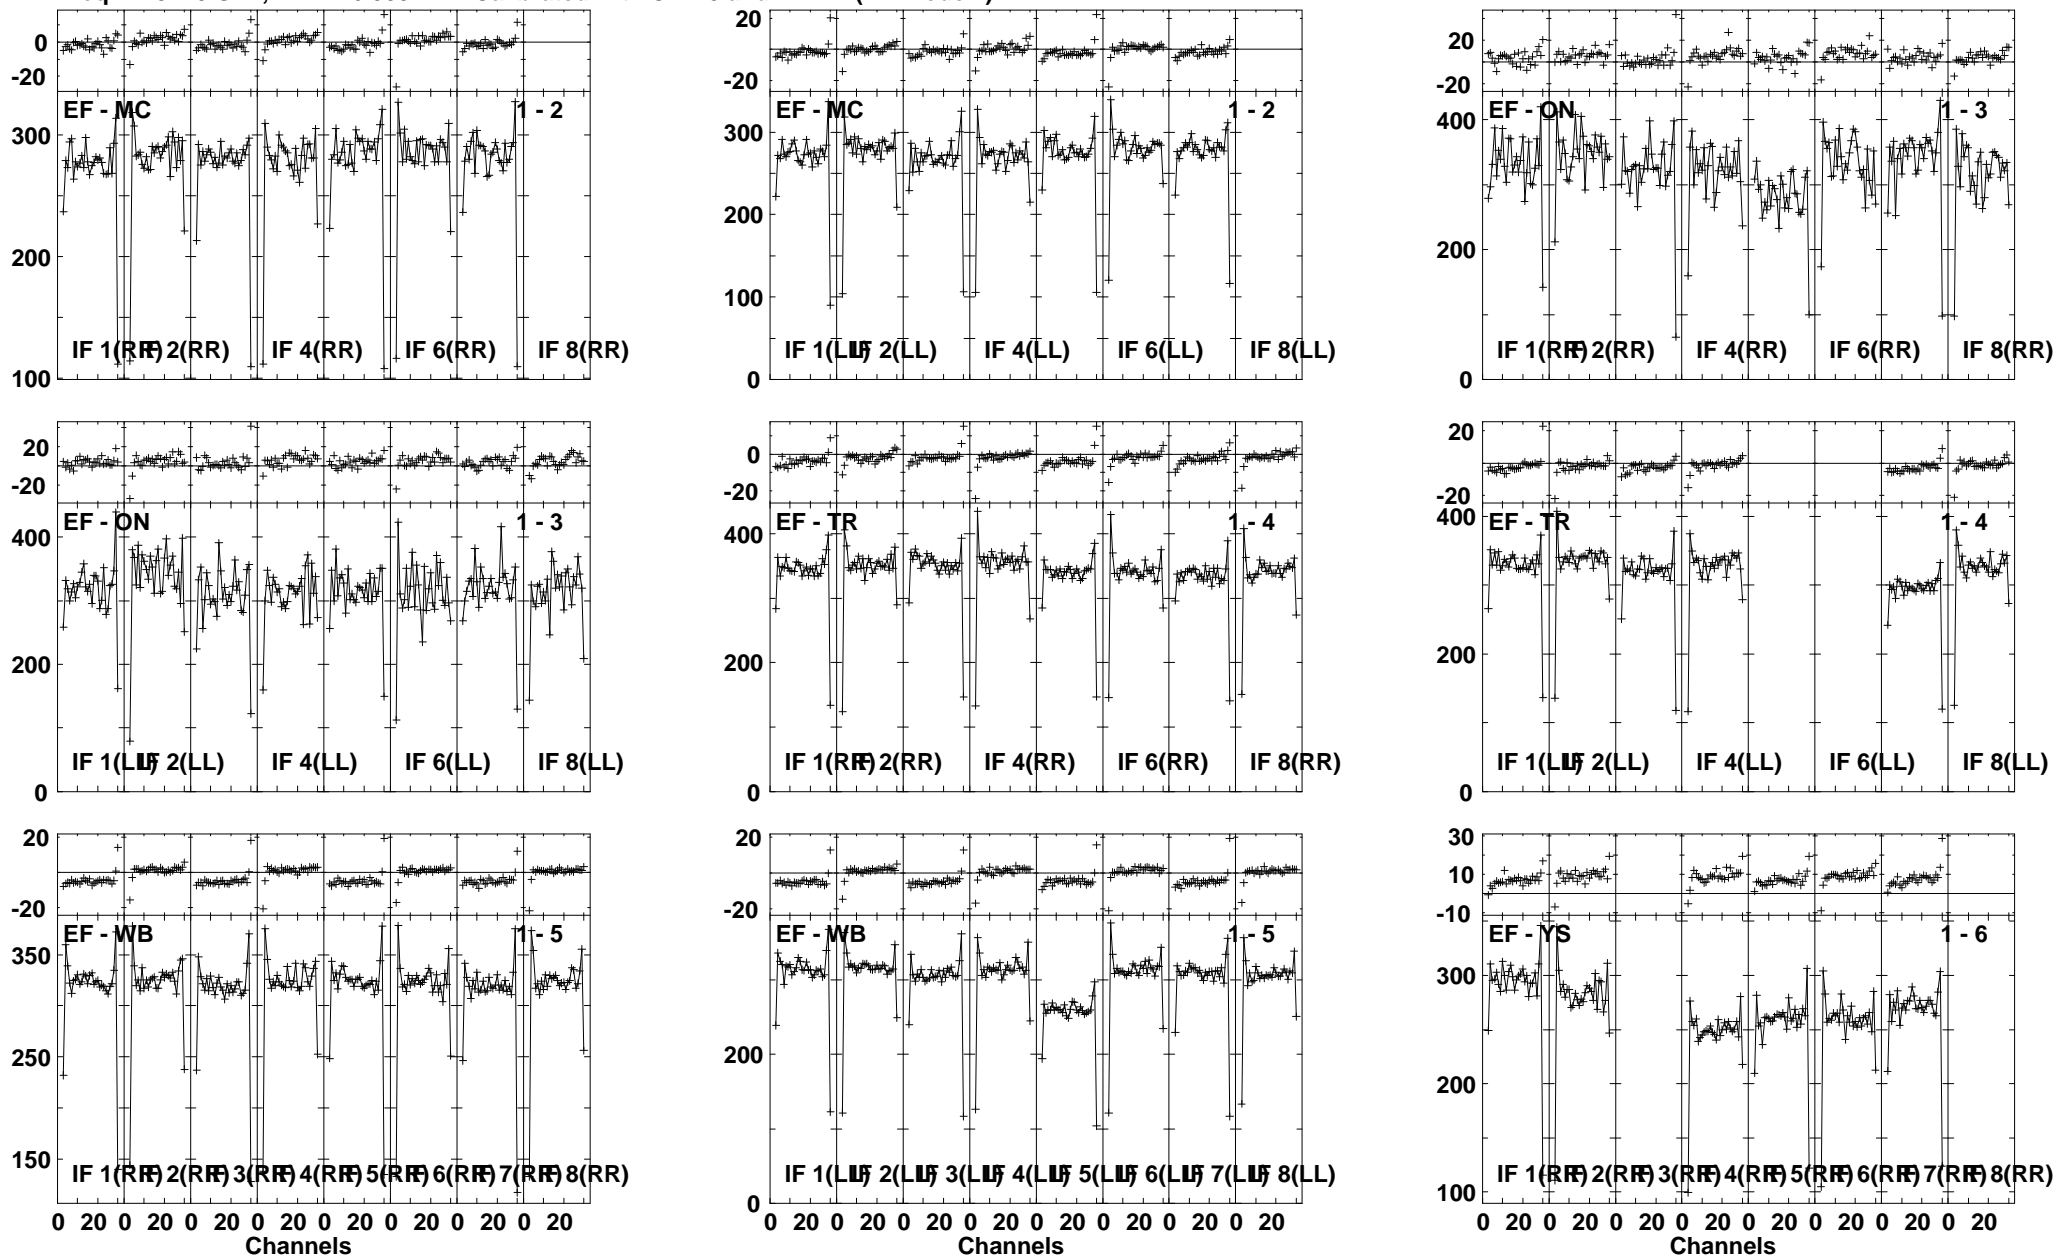 0
-20
EF - MC
1 - 2
300
200
100
IF 1(RR)
IF 2(RR)
IF 4(RR)
IF 6(RR)
IF 8(RR)
20
0
-20
EF - MC
1 - 2
300
200
100
0
IF 1(LL)
IF 2(LL)
IF 4(LL)
IF 6(LL)
IF 8(LL)
20
0
-20
EF - ON
1 - 3
400
200
0
IF 1(RR)
IF 2(RR)
IF 4(RR)
IF 6(RR)
IF 8(RR)
20
0
-20
EF - ON
1 - 3
400
200
0
IF 1(LL)
IF 2(LL)
IF 4(LL)
IF 6(LL)
IF 8(LL)
0
-20
EF - TR
1 - 4
400
200
0
IF 1(RR)
IF 2(RR)
IF 4(RR)
IF 6(RR)
IF 8(RR)
20
0
-20
EF - TR
1 - 4
400
200
0
IF 1(LL)
IF 2(LL)
IF 4(LL)
IF 6(LL)
IF 8(LL)
20
0
-20
EF - WB
1 - 5
350
250
150
IF 1(RR)
IF 2(RR)
IF 3(RR)
IF 4(RR)
IF 5(RR)
IF 6(RR)
IF 7(RR)
IF 8(RR)
0 20 0 20 0 20 0 20 0 20 0 20 0 20 0 20
Channels
20
0
-20
EF - WB
1 - 5
200
0
IF 1(LL)
IF 2(LL)
IF 3(LL)
IF 4(LL)
IF 5(LL)
IF 6(LL)
IF 7(LL)
IF 8(LL)
0 20 0 20 0 20 0 20 0 20 0 20 0 20 0 20
Channels
30
10
-10
EF - YS
1 - 6
300
200
100
IF 1(RR)
IF 2(RR)
IF 3(RR)
IF 4(RR)
IF 5(RR)
IF 6(RR)
IF 7(RR)
IF 8(RR)
0 20 0 20 0 20 0 20 0 20 0 20 0 20 0 20
Channels